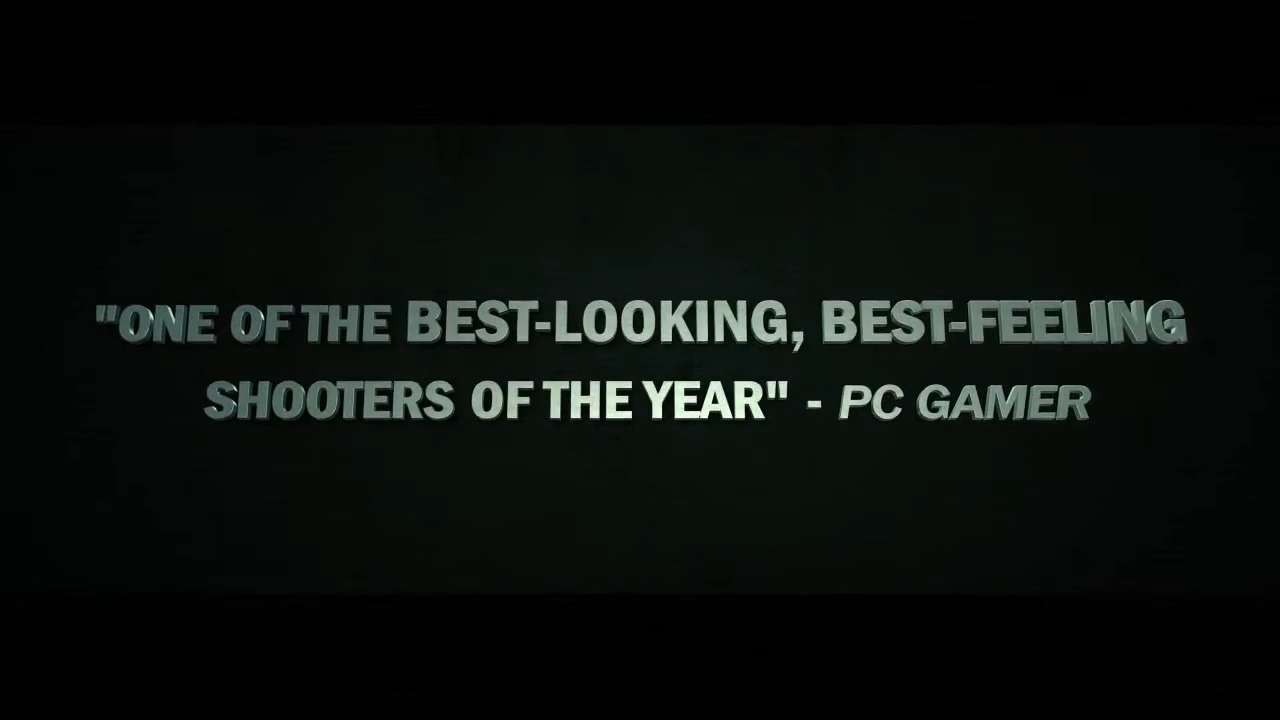 "ONE OF THE BEST-LOOKING, BEST-FEELING
SHOOTERS OF THE YEAR" - PC GAMER